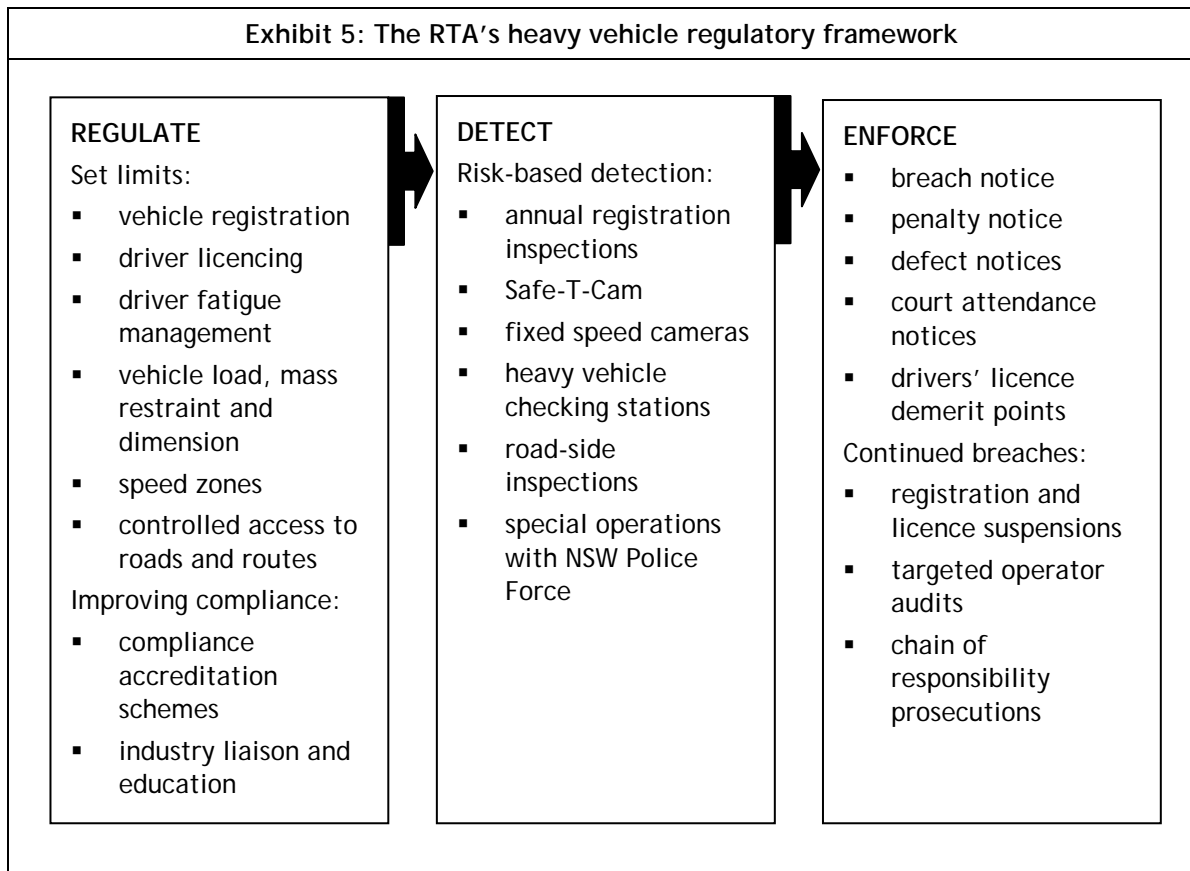 Exhibit 5: The RTA's heavy vehicle regulatory framework
REGULATE
Set limits:
▪ vehicle registration
▪ driver licencing
▪ driver fatigue
management
▪ vehicle load, mass
restraint and
dimension
▪ speed zones
▪ controlled access to
roads and routes
Improving compliance:
▪ compliance
accreditation
schemes
▪ industry liaison and
education
DETECT
Risk-based detection:
▪ annual registration
inspections
▪ Safe-T-Cam
▪ fixed speed cameras
▪ heavy vehicle
checking stations
▪ road-side
inspections
▪ special operations
with NSW Police
Force
ENFORCE
▪ breach notice
▪ penalty notice
▪ defect notices
▪ court attendance
notices
▪ drivers' licence
demerit points
Continued breaches:
▪ registration and
licence suspensions
▪ targeted operator
audits
▪ chain of
responsibility
prosecutions